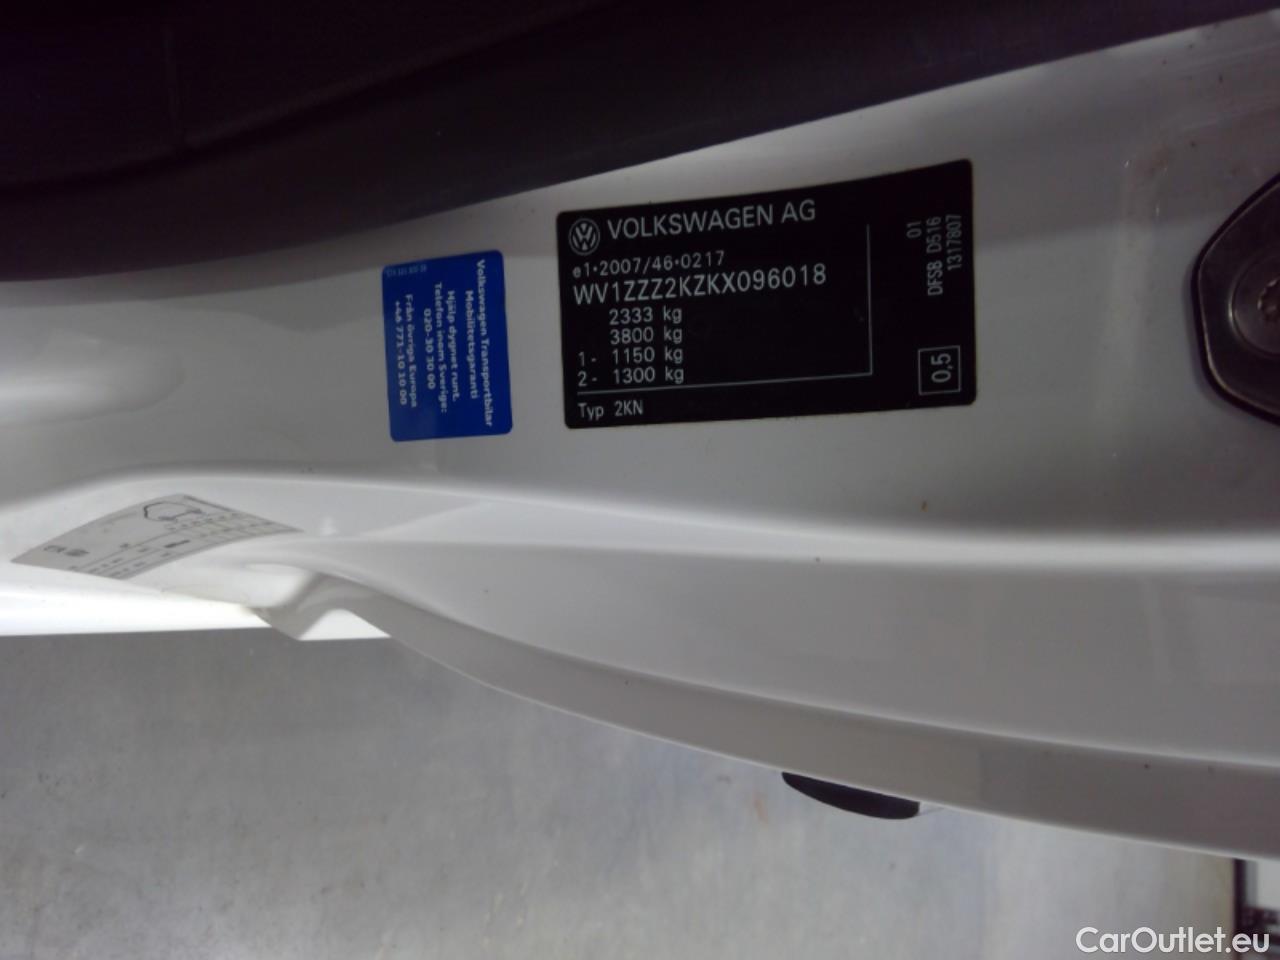 VOLKSWAGEN AG
e1*2007/46*0217
WV1ZZZ2KZKX096018
2333 kg
3800 kg
1- 1150 kg
2- 1300 kg
Typ 2KN
01
DFSB D516
1317807
0,5
Volkswagen Transportbilar
Mobilitetsgaranti
Hjälp dygnet runt.
Telefon inom Sverige:
020-30 30 00
Från övriga Europa
+46 771-10 10 00
CarOutlet.eu